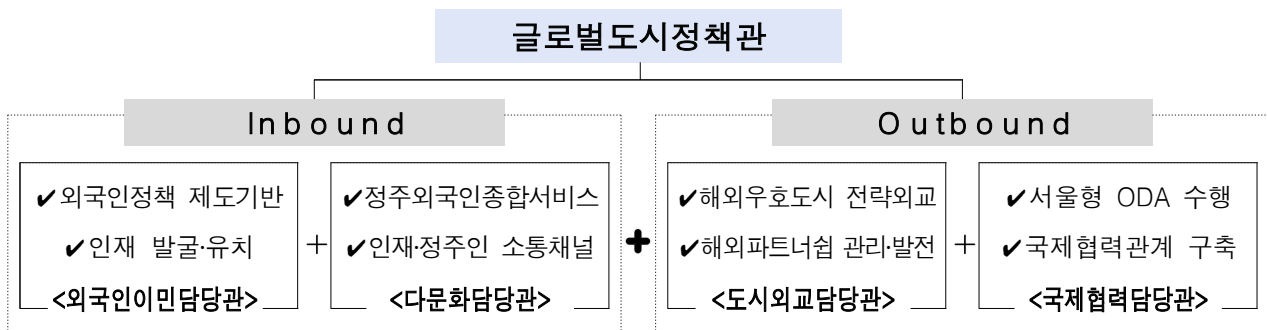 글로벌도시정책관
Inbound
✔외국인정책 제도기반
✔인재 발굴·유치
<외국인이민담당관>
+
✔정주외국인종합서비스
✔인재·정주인 소통채널
<다문화담당관>
+
Outbound
✔해외우호도시 전략외교
✔해외파트너쉽 관리·발전
<도시외교담당관>
+
✔서울형 ODA 수행
✔국제협력관계 구축
<국제협력담당관>